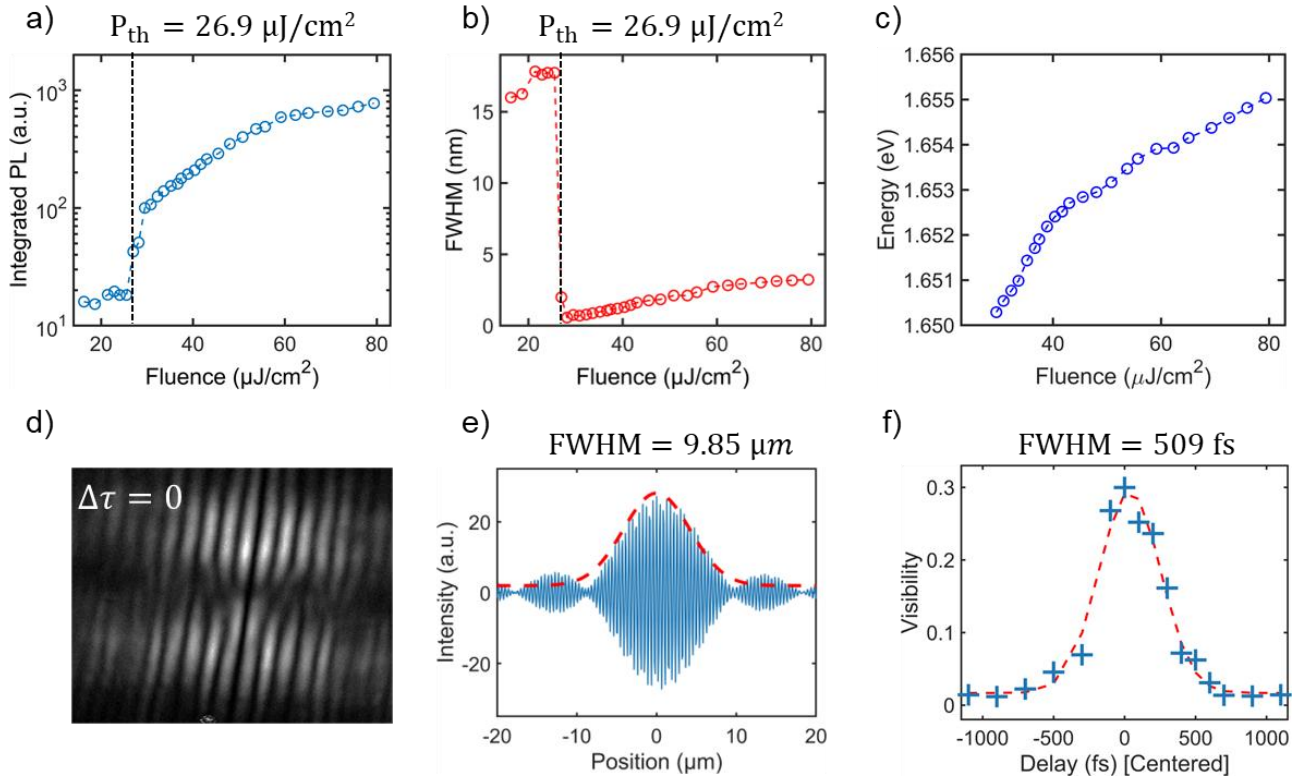 a)
P_th = 26.9 μJ/cm²
10³
10²
10¹
Integrated PL (a.u.)
20 40 60 80
Fluence (μJ/cm²)
b)
P_th = 26.9 μJ/cm²
15
10
5
0
FWHM (nm)
20 40 60 80
Fluence (μJ/cm²)
c)
1.656
1.655
1.654
1.653
1.652
1.651
1.650
Energy (eV)
40 60 80
Fluence (μJ/cm²)
d)
Δτ = 0
e)
FWHM = 9.85 μm
20
0
-20
Intensity (a.u.)
-20 -10 0 10 20
Position (μm)
f)
FWHM = 509 fs
0.3
0.2
0.1
0
Visibility
-1000 -500 0 500 1000
Delay (fs) [Centered]